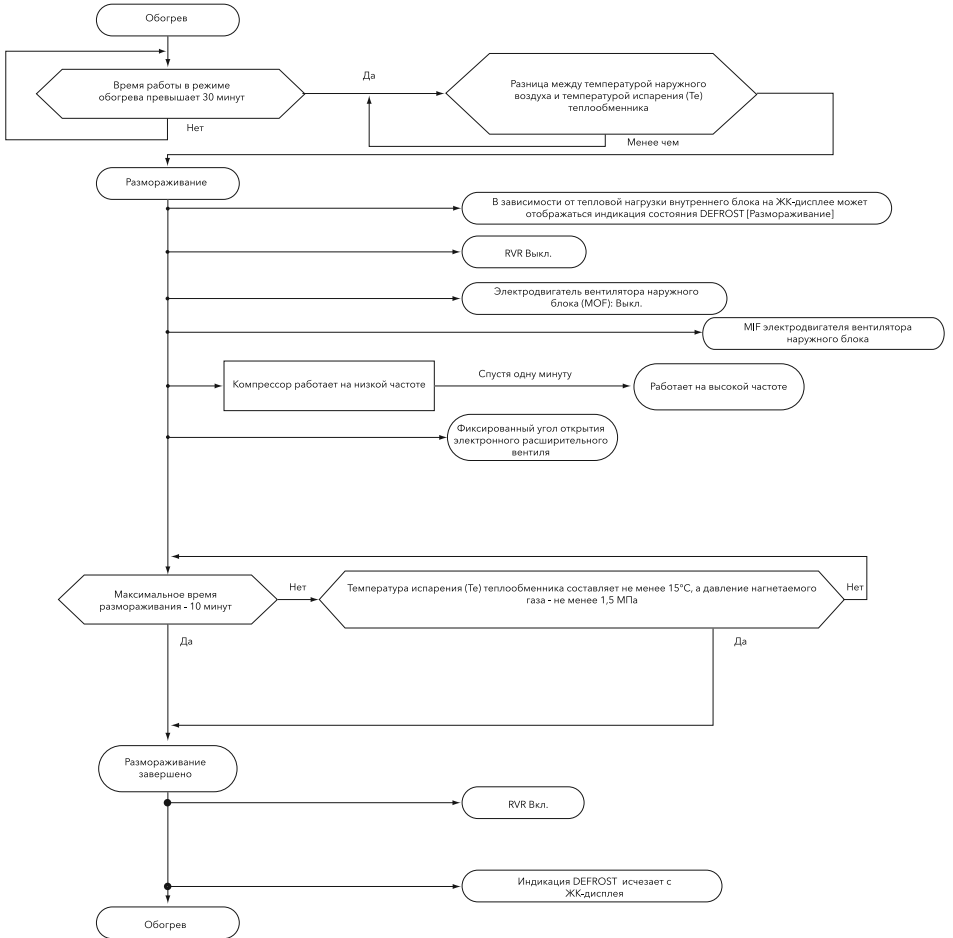 Обогрев
Время работы в режиме
обогрева превышает 30 минут
Да
Разница между температурой наружного
воздуха и температурой испарения (Te)
теплообменника
Нет
Менее чем
Размораживание
В зависимости от тепловой нагрузки внутреннего блока на ЖК-дисплее может
отображаться индикация состояния DEFROST [Размораживание]
RVR Выкл.
Электродвигатель вентилятора наружного
блока (MOF): Выкл.
MIF электродвигателя вентилятора
наружного блока
Компрессор работает на низкой частоте
Спустя одну минуту
Работает на высокой частоте
Фиксированный угол открытия
электронного расширительного
вентиля
Максимальное время
размораживания - 10 минут
Нет
Температура испарения (Te) теплообменника составляет не менее 15°C, а давление нагнетаемого
газа - не менее 1,5 МПа
Нет
Да
Да
Размораживание
завершено
RVR Вкл.
Индикация DEFROST исчезает с
ЖК-дисплея
Обогрев